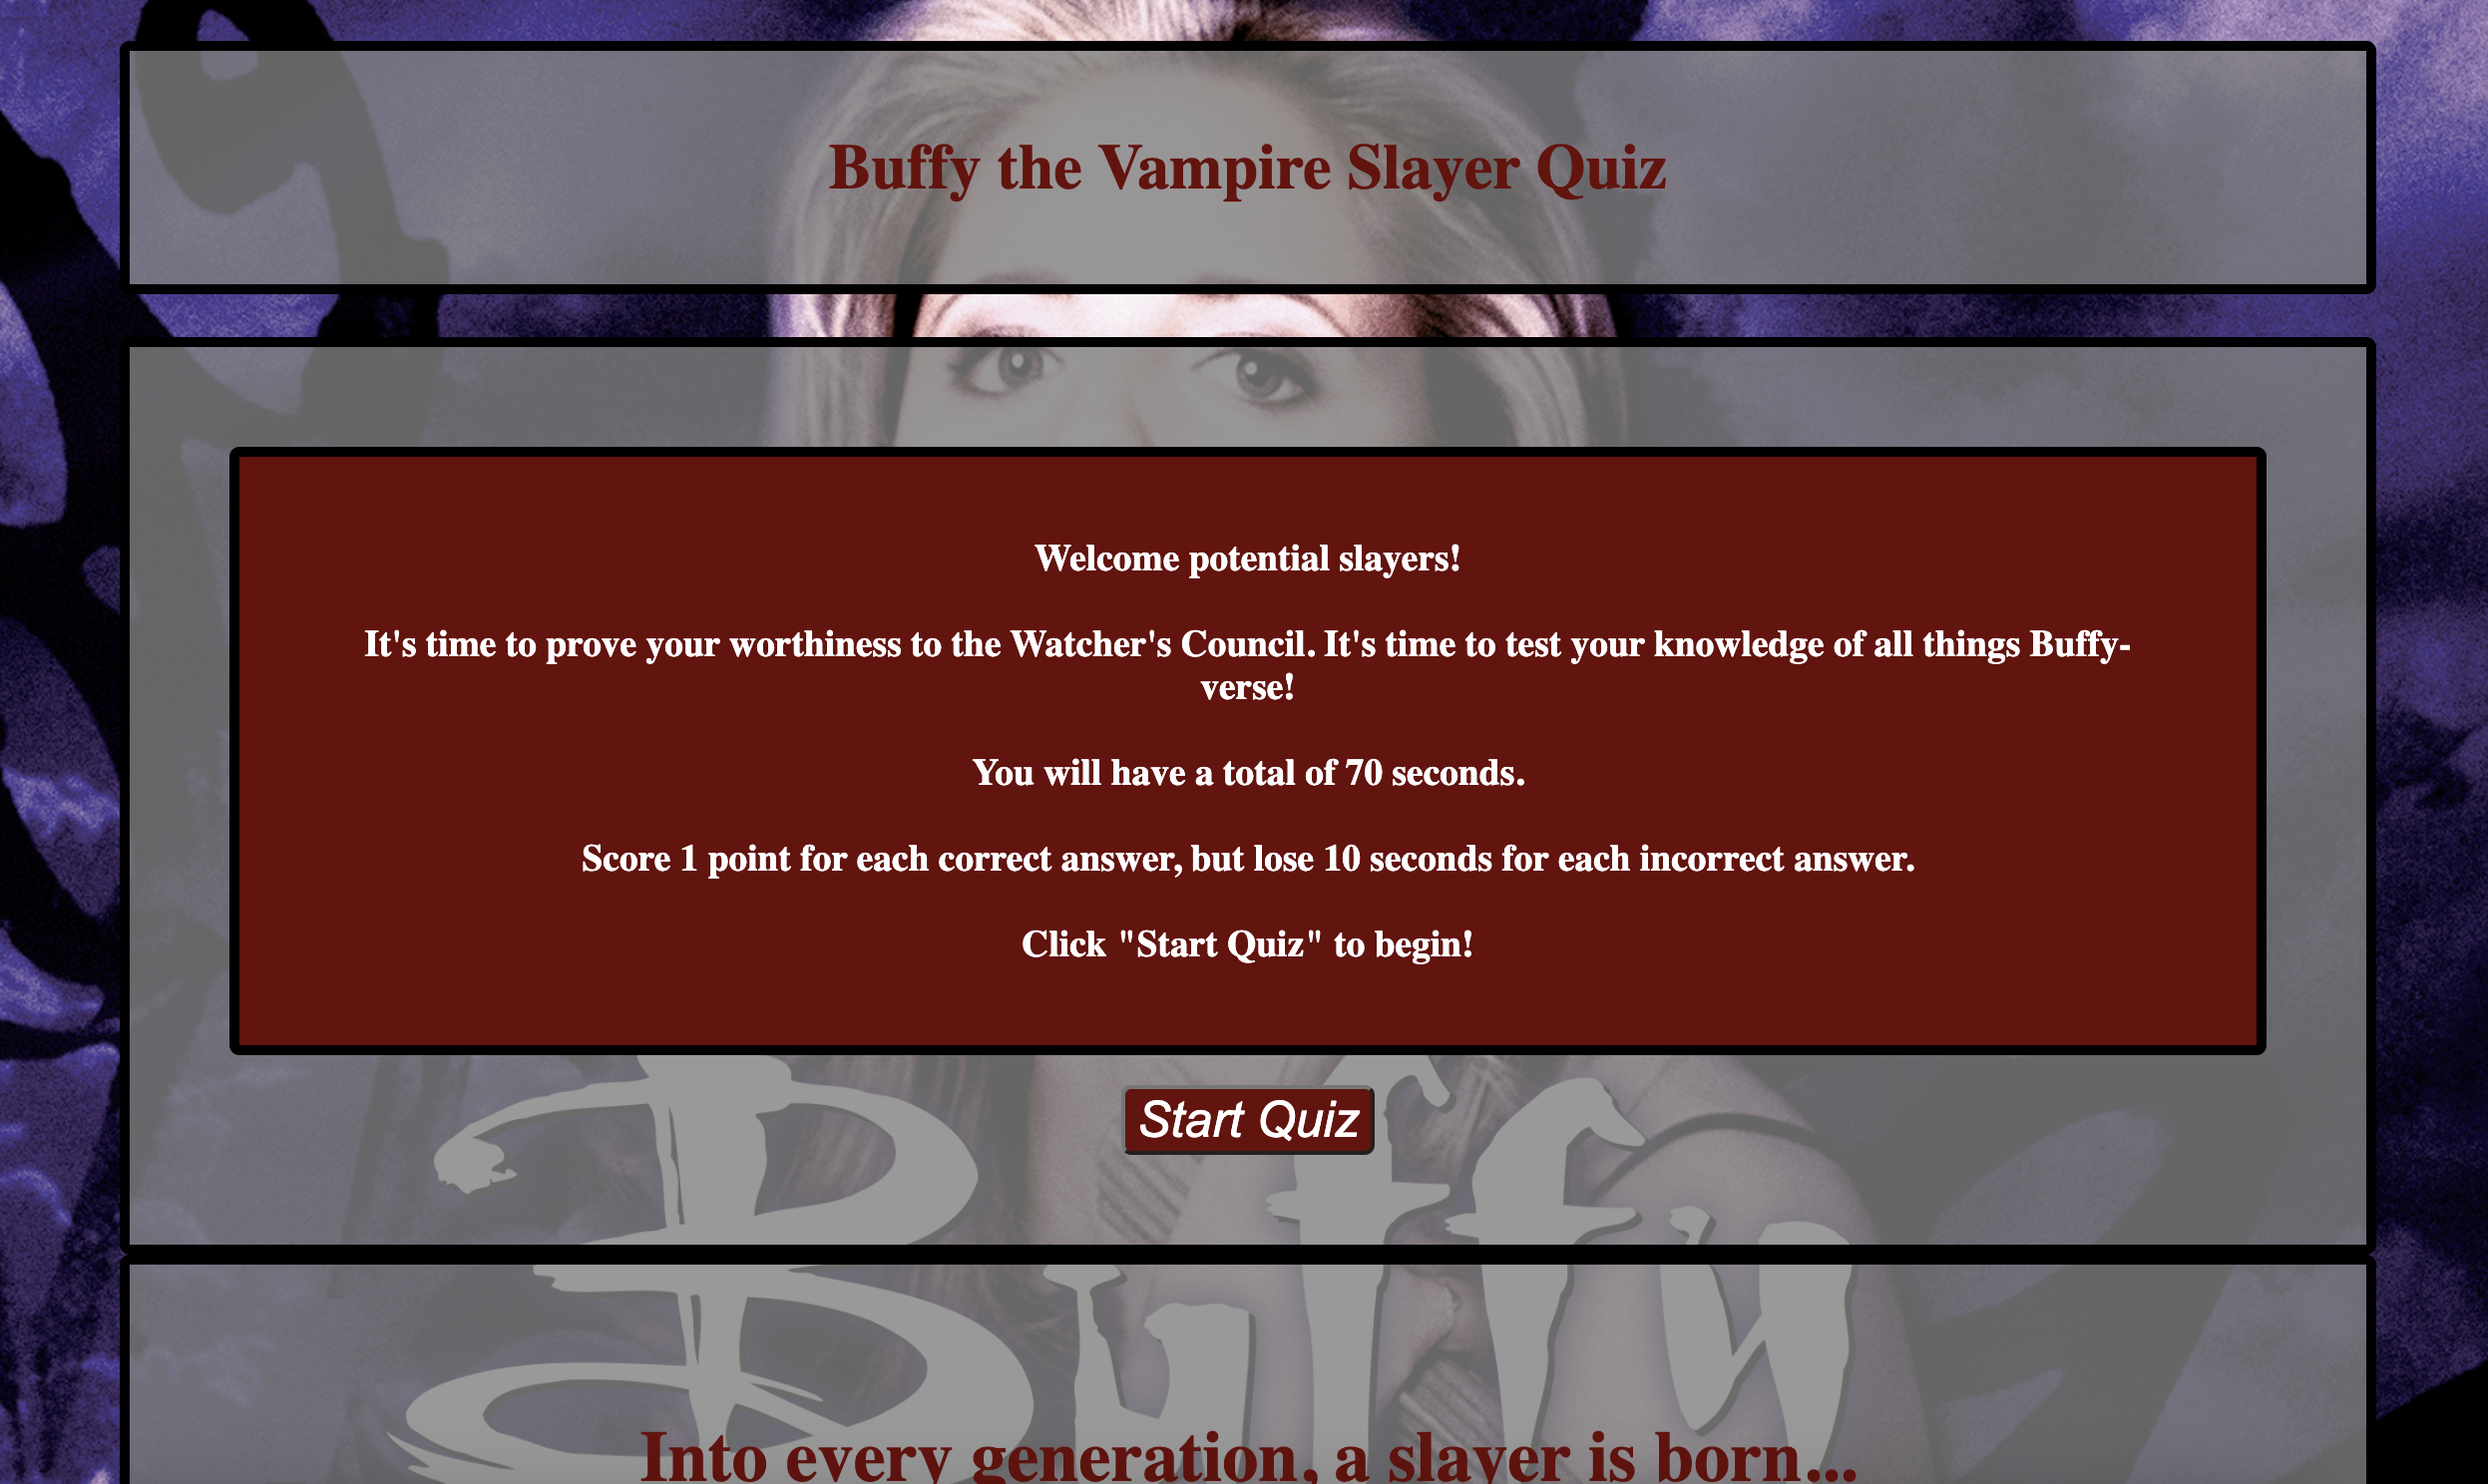 Buffy the Vampire Slayer Quiz
Welcome potential slayers!
It's time to prove your worthiness to the Watcher's Council. It's time to test your knowledge of all things Buffy-
verse!
You will have a total of 70 seconds.
Score 1 point for each correct answer, but lose 10 seconds for each incorrect answer.
Click "Start Quiz" to begin!
Start Quiz
Buffy
Into every generation, a slayer is born...